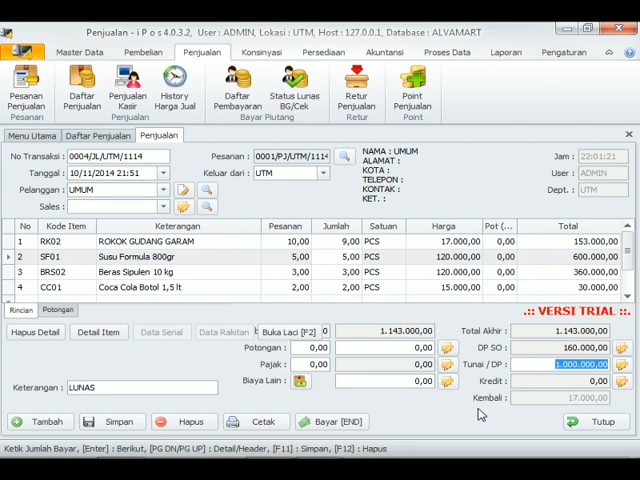 Penjualan - i P o s 4.0.3.2, User : ADMIN, Lokasi : UTM, Host : 127.0.0.1, Database : ALVAMART
Master Data Pembelian Penjualan Konsinyasi Persediaan Akuntansi Proses Data Laporan Pengaturan
Pesanan Penjualan
Daftar Penjualan
Penjualan Kasir
History Harga Jual
Daftar Pembayaran
Status Lunas BG/Cek
Retur Penjualan
Point Penjualan
Pesanan Penjualan Bayar Piutang Retur Point
Menu Utama Daftar Penjualan Penjualan
No Transaksi : 0004/JL/UTM/1114 Pesanan : 0001/PJ/UTM/1114 NAMA : UMUM Jam : 22:01:21
Tanggal : 10/11/2014 21:51 Keluar dari : UTM ALAMAT : User : ADMIN
Pelanggan : UMUM KOTA : Dept. : UTM
TELEPON :
KONTAK :
Sales : KET. :
No Kode Item Keterangan Pesanan Jumlah Satuan Harga Pot (... Total
1 RK02 ROKOK GUDANG GARAM 10,00 9,00 PCS 17.000,00 0,00 153.000,00
2 SF01 Susu Formula 800gr 5,00 5,00 PCS 120.000,00 0,00 600.000,00
3 BRS02 Beras Sipulen 10 kg 3,00 3,00 PCS 120.000,00 0,00 360.000,00
4 CC01 Coca Cola Botol 1,5 lt 2,00 2,00 PCS 15.000,00 0,00 30.000,00
Rincian Potongan .:: VERSI TRIAL ::.
Hapus Detail Detail Item Data Serial Data Rakitan Buka Laci [F2] 0 1.143.000,00 Total Akhir : 1.143.000,00
Potongan : 0,00 0,00 DP SO : 160.000,00
Pajak : 0,00 0,00 Tunai / DP : 1.000.000,00
Biaya Lain : 0,00 Kredit : 0,00
Keterangan : LUNAS Kembali : 17.000,00
Tambah Simpan Hapus Cetak Bayar [END] Tutup
Ketik Jumlah Bayar, [Enter] : Berikut, [PG DN/PG UP] : Detail/Header, [F11] : Simpan, [F12] : Hapus